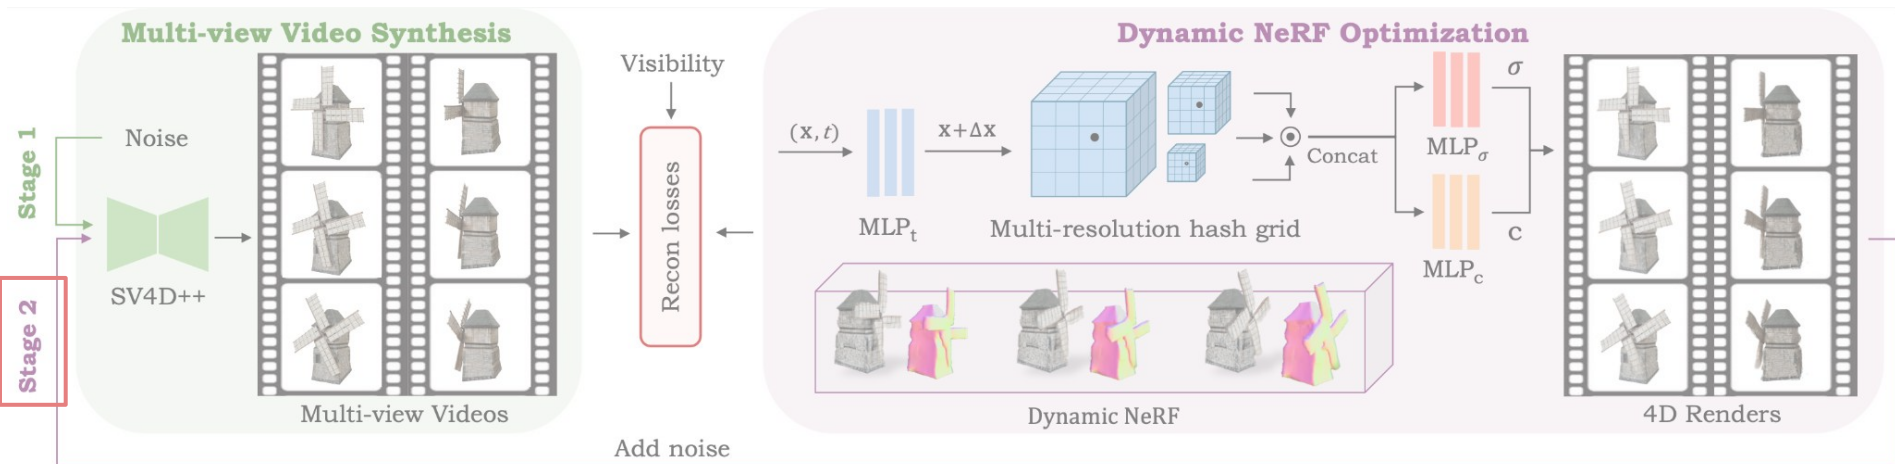 Multi-view Video Synthesis
Stage 1
Noise
SV4D++
Stage 2
Multi-view Videos
Visibility
Recon losses
Add noise
Dynamic NeRF Optimization
(x, t)
MLPt
x+Δx
Multi-resolution hash grid
Concat
MLPσ
σ
MLPc
c
Dynamic NeRF
4D Renders